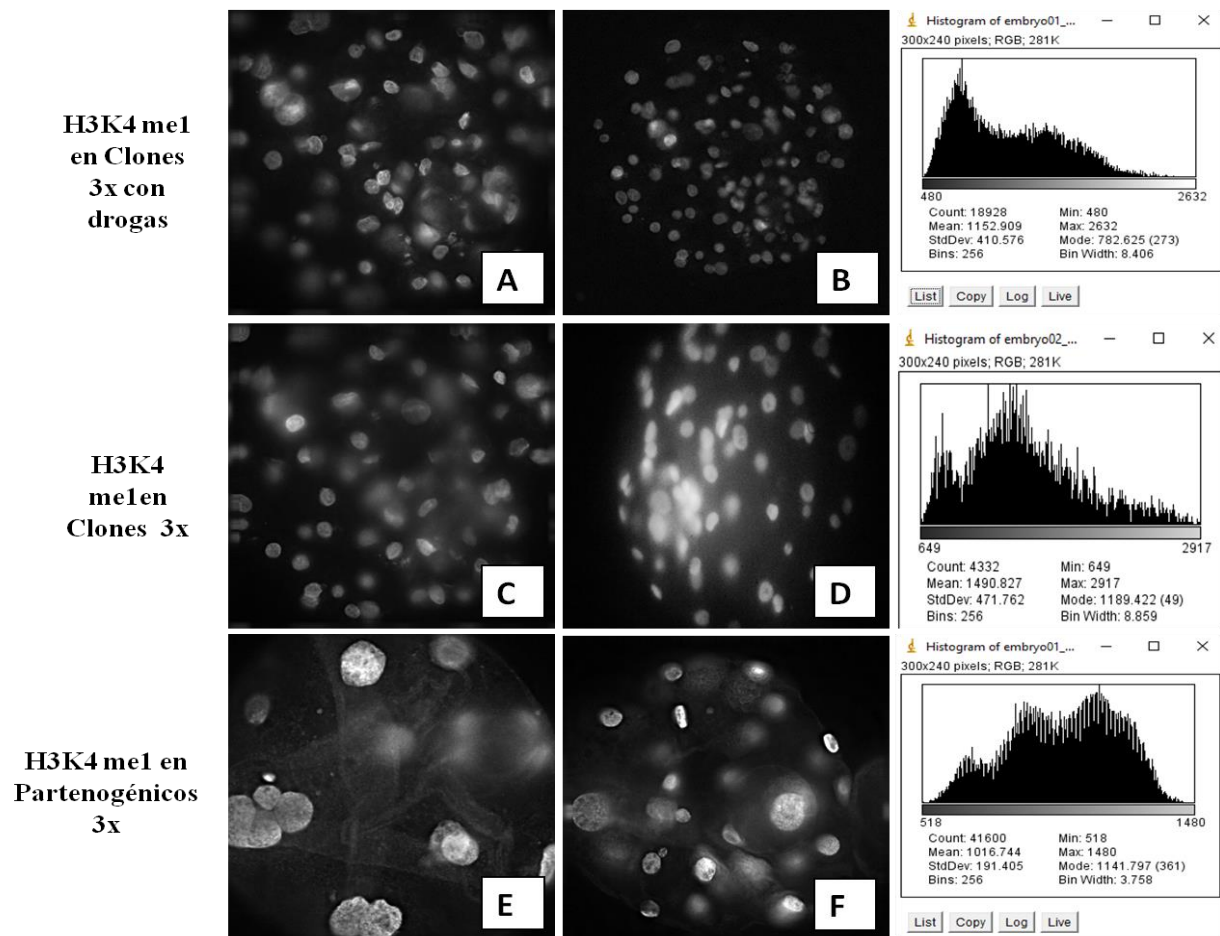 H3K4 me1
en Clones
3x con
drogas
A
B
Histogram of embryo01_...
300x240 pixels; RGB; 281K
480 2632
Count: 18928 Min: 480
Mean: 1152.909 Max: 2632
StdDev: 410.576 Mode: 782.625 (273)
Bins: 256 Bin Width: 8.406
List Copy Log Live
H3K4
me1en
Clones 3x
C
D
Histogram of embryo02_...
300x240 pixels; RGB; 281K
649 2917
Count: 4332 Min: 649
Mean: 1490.827 Max: 2917
StdDev: 471.762 Mode: 1189.422 (49)
Bins: 256 Bin Width: 8.859
H3K4 me1 en
Partenogénicos
3x
E
F
Histogram of embryo01_...
300x240 pixels; RGB; 281K
518 1480
Count: 41600 Min: 518
Mean: 1016.744 Max: 1480
StdDev: 191.405 Mode: 1141.797 (361)
Bins: 256 Bin Width: 3.758
List Copy Log Live